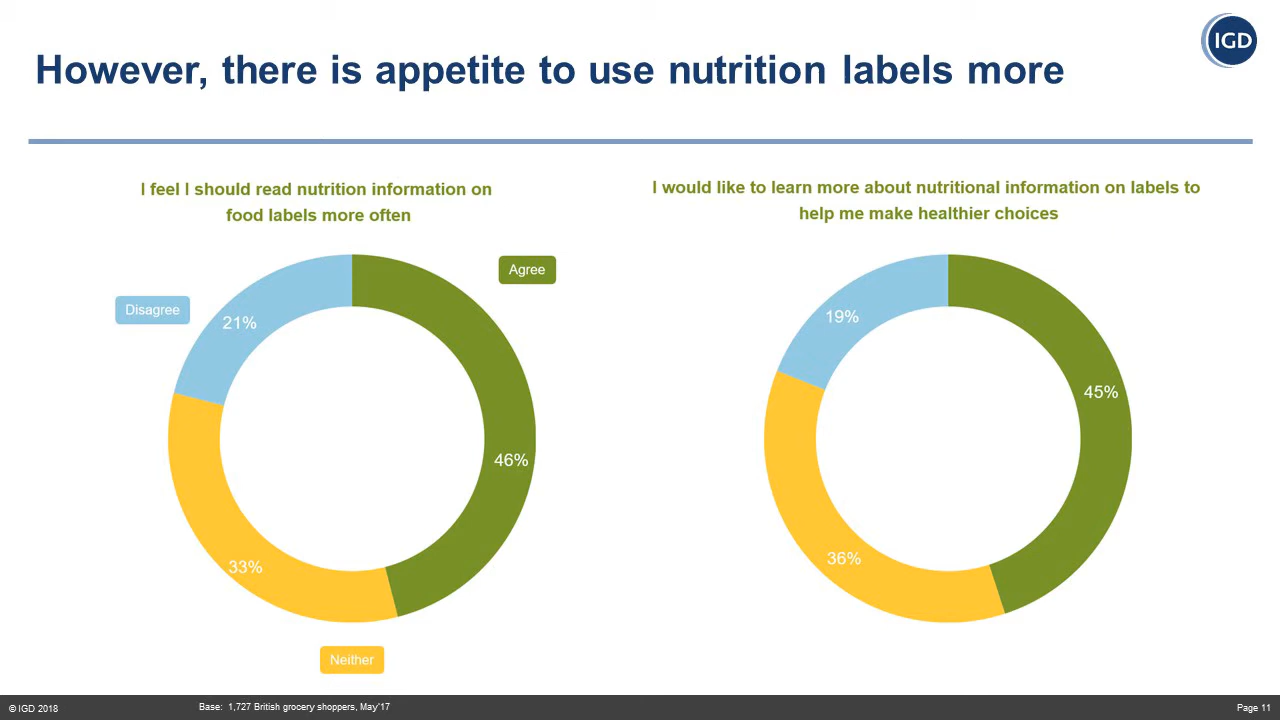 IGD
However, there is appetite to use nutrition labels more
I feel I should read nutrition information on
food labels more often
Agree
Disagree
21%
46%
33%
Neither
I would like to learn more about nutritional information on labels to
help me make healthier choices
19%
45%
36%
© IGD 2018
Base: 1,727 British grocery shoppers, May'17
Page 11